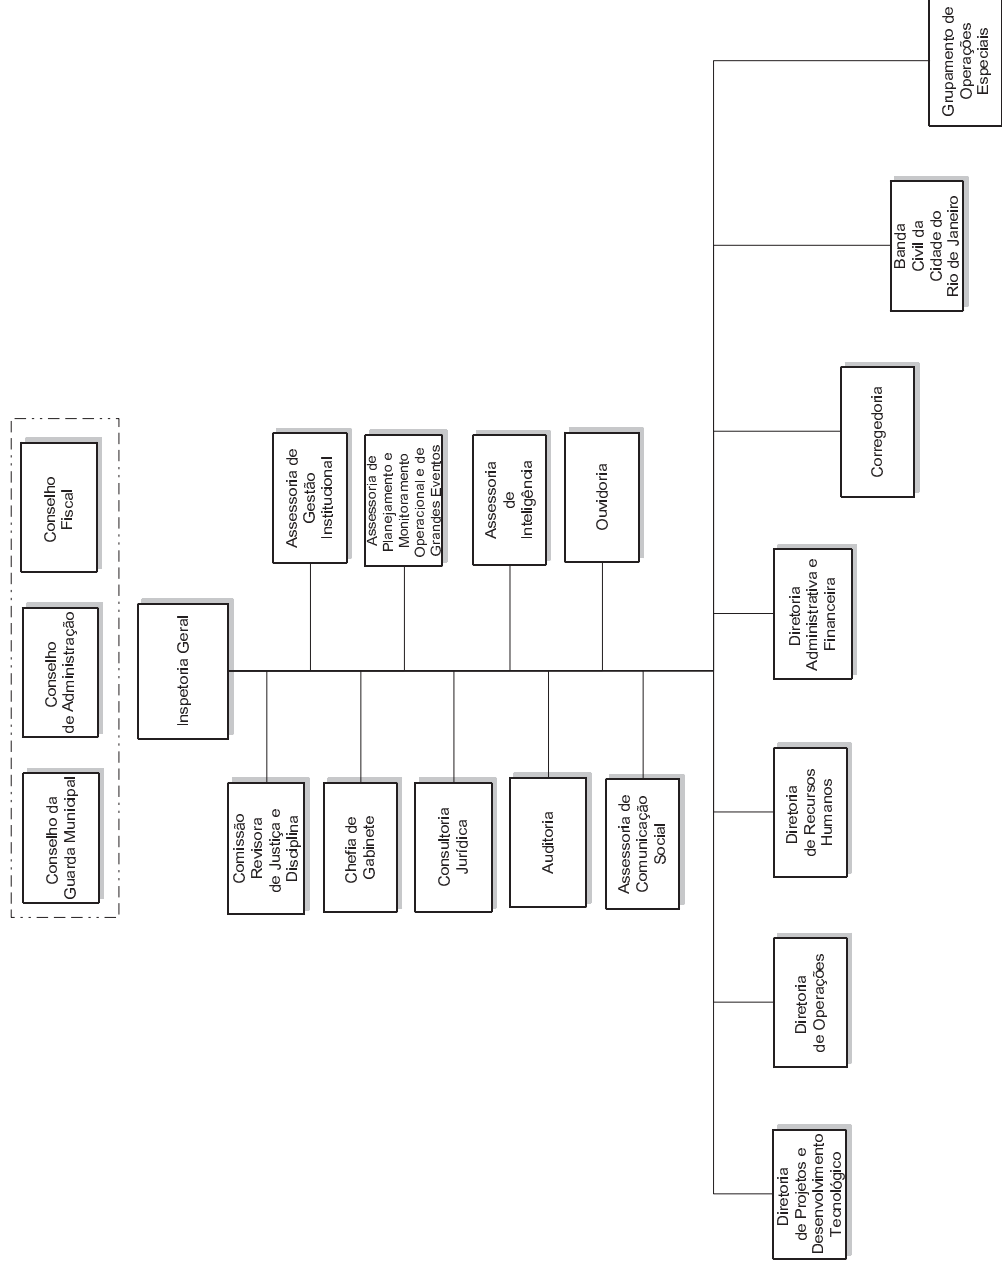 Conselho da
Guarda Municipal
Conselho
de Administração
Conselho
Fiscal
Inspetoria Geral
Comissão
Revisora
de Justiça e
Disciplina
Assessoria de
Gestão
Institucional
Chefia de
Gabinete
Assessoria de
Planejamento e
Monitoramento
Operacional e de
Grandes Eventos
Consultoria
Jurídica
Assessoria
de
Inteligência
Auditoria
Ouvidoria
Assessoria de
Comunicação
Social
Diretoria
de Projetos e
Desenvolvimento
Tecnológico
Diretoria
de Operações
Diretoria
de Recursos
Humanos
Diretoria
Administrativa e
Financeira
Corregedoria
Banda
Civil da
Cidade do
Rio de Janeiro
Grupamento de
Operações
Especiais